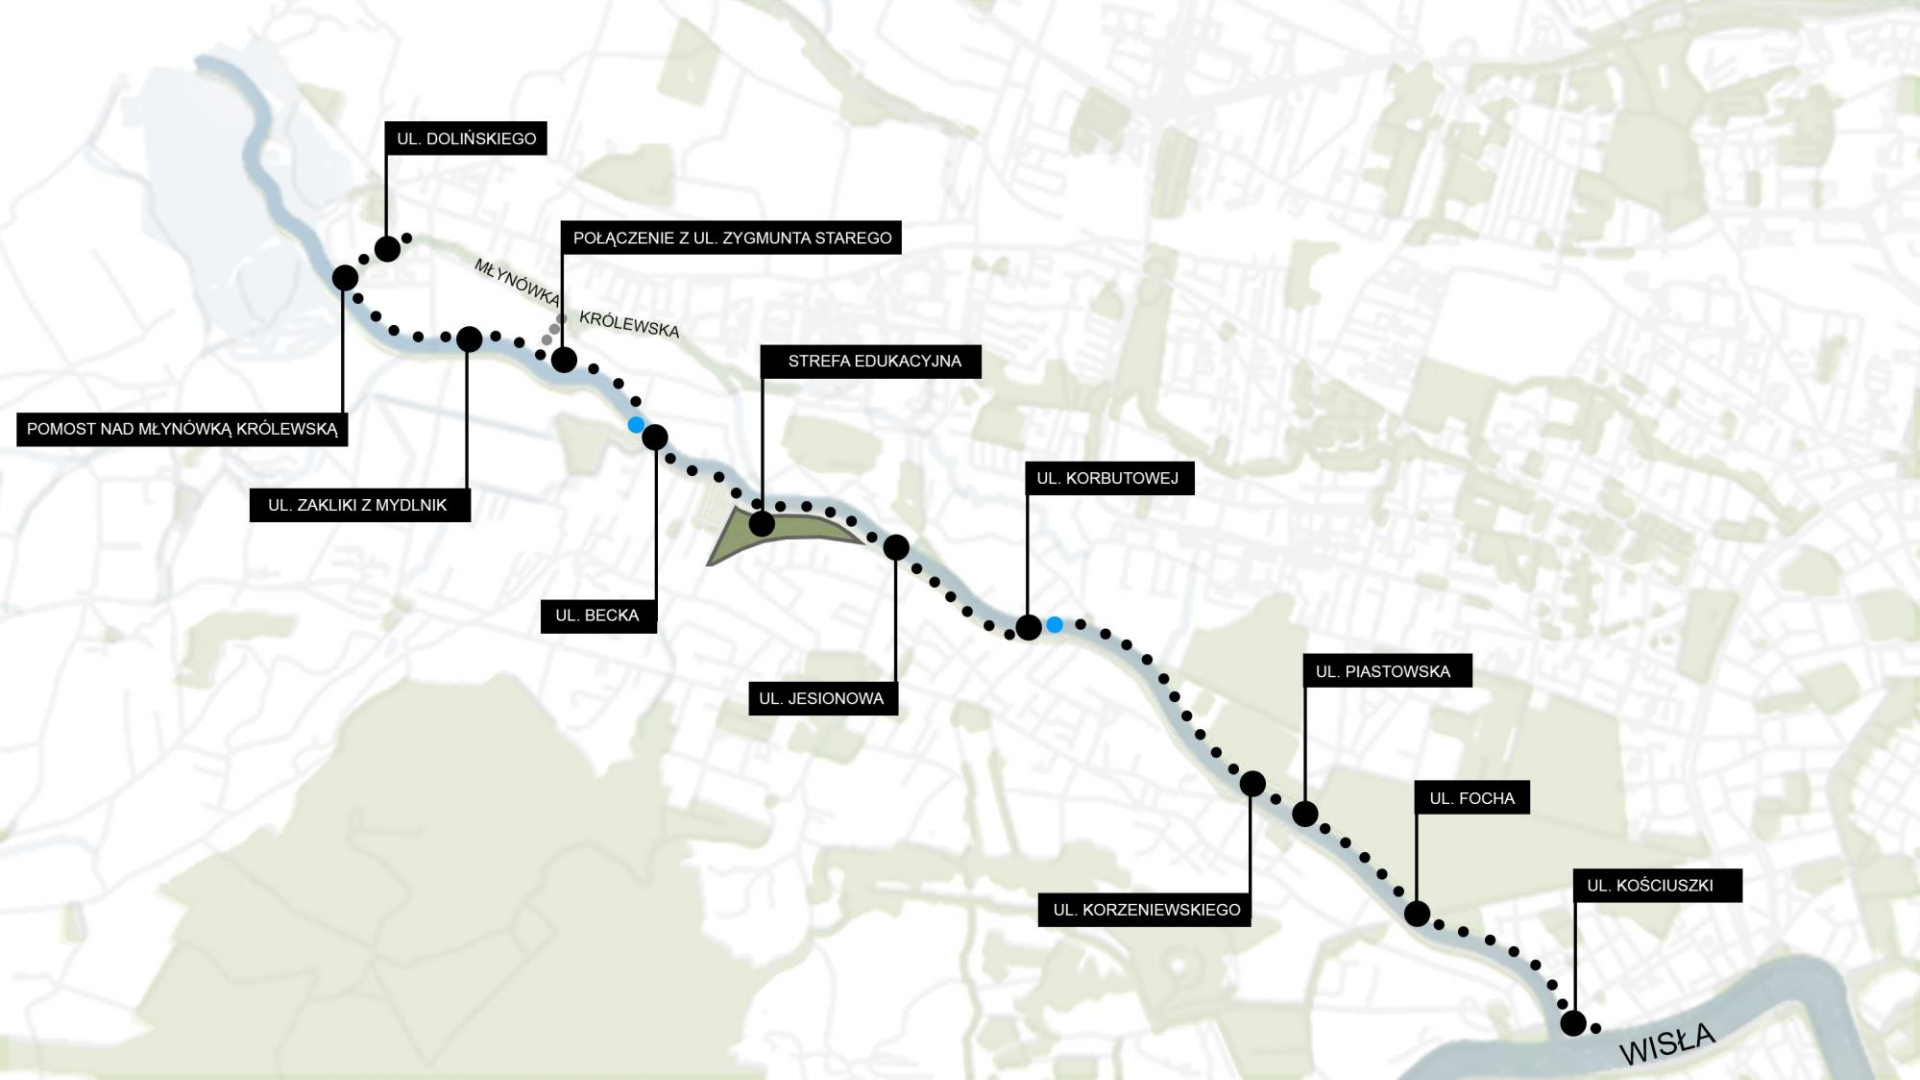 UL. DOLIŃSKIEGO
POŁĄCZENIE Z UL. ZYGMUNTA STAREGO
MŁYNÓWKA
KRÓLEWSKA
STREFA EDUKACYJNA
POMOST NAD MŁYNÓWKĄ KRÓLEWSKĄ
UL. KORBUTOWEJ
UL. ZAKLIKI Z MYDLNIK
UL. BECKA
UL. PIASTOWSKA
UL. JESIONOWA
UL. FOCHA
UL. KOŚCIUSZKI
UL. KORZENIEWSKIEGO
WISŁA